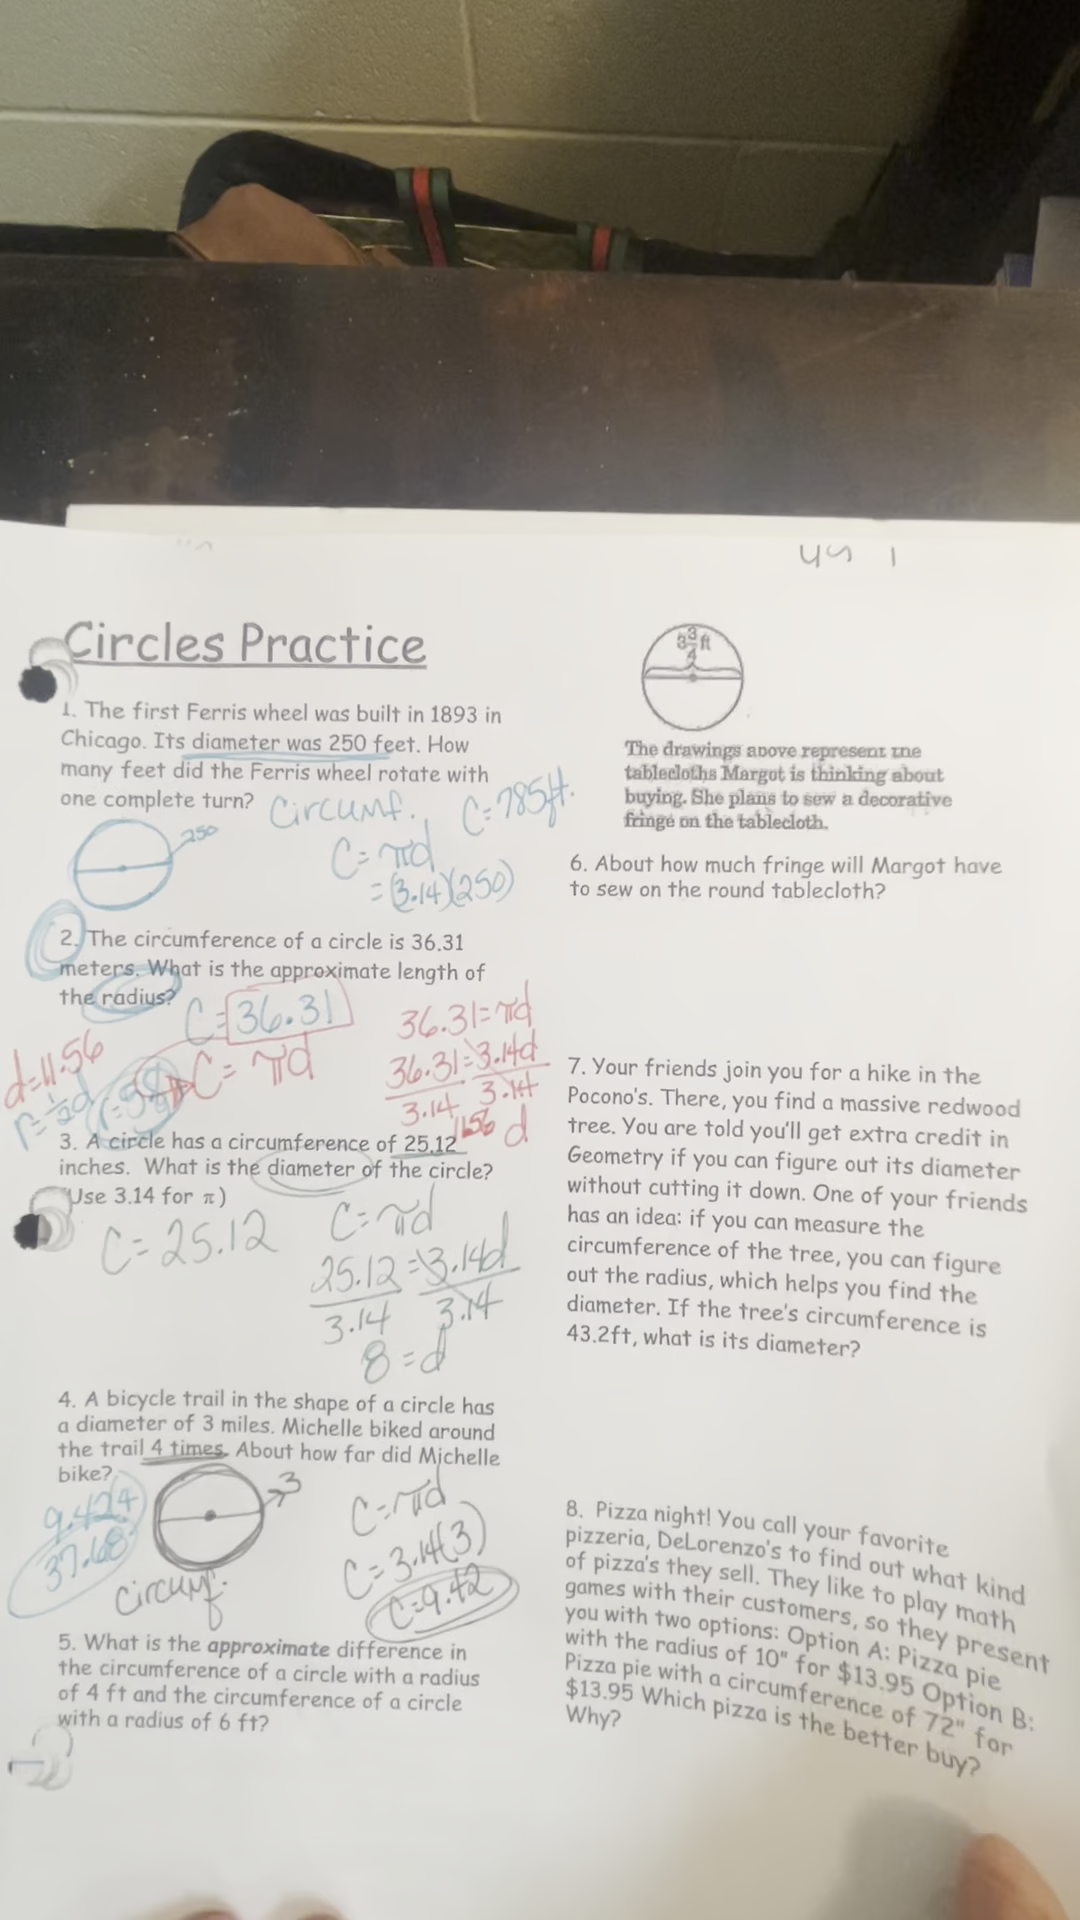 Circles Practice
1. The first Ferris wheel was built in 1893 in
Chicago. Its diameter was 250 feet. How
many feet did the Ferris wheel rotate with
one complete turn?
Circumf.
C=785ft.
250
C=πd
=(3.14)(250)
2. The circumference of a circle is 36.31
meters. What is the approximate length of
the radius?
C=36.31
C=πd
36.31=πd
36.31=3.14d
3.14 3.14
11.56 d
d=11.56
r=½d
3. A circle has a circumference of 25.12
inches. What is the diameter of the circle?
(Use 3.14 for π)
C=25.12
C=πd
25.12=3.14d
3.14 3.14
8=d
4. A bicycle trail in the shape of a circle has
a diameter of 3 miles. Michelle biked around
the trail 4 times. About how far did Michelle
bike?
3
37.68
circumf.
C=πd
C=3.14(3)
C=9.42
5. What is the approximate difference in
the circumference of a circle with a radius
of 4 ft and the circumference of a circle
with a radius of 6 ft?
3 3/4 ft
The drawings above represent the
tablecloths Margot is thinking about
buying. She plans to sew a decorative
fringe on the tablecloth.
6. About how much fringe will Margot have
to sew on the round tablecloth?
7. Your friends join you for a hike in the
Pocono's. There, you find a massive redwood
tree. You are told you'll get extra credit in
Geometry if you can figure out its diameter
without cutting it down. One of your friends
has an idea: if you can measure the
circumference of the tree, you can figure
out the radius, which helps you find the
diameter. If the tree's circumference is
43.2ft, what is its diameter?
8. Pizza night! You call your favorite
pizzeria, DeLorenzo's to find out what kind
of pizza's they sell. They like to play math
games with their customers, so they present
you with two options: Option A: Pizza pie
with the radius of 10" for $13.95 Option B:
Pizza pie with a circumference of 72" for
$13.95 Which pizza is the better buy?
Why?